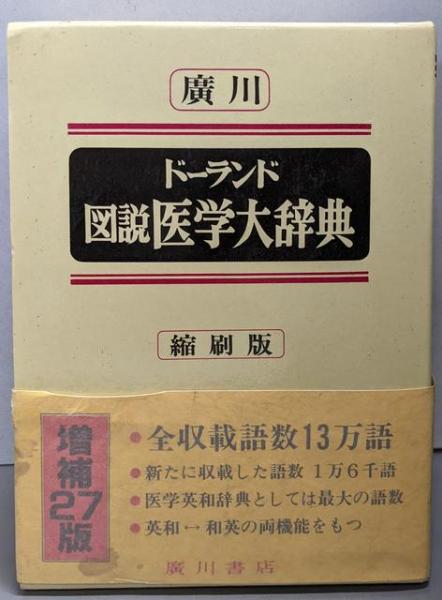 廣川
ドーランド
図説医学大辞典
縮刷版
増補27版
• 全収載語数13万語
• 新たに収載した語数 1万6千語
• 医学英和辞典としては最大の語数
• 英和↔和英の両機能をもつ
廣川書店